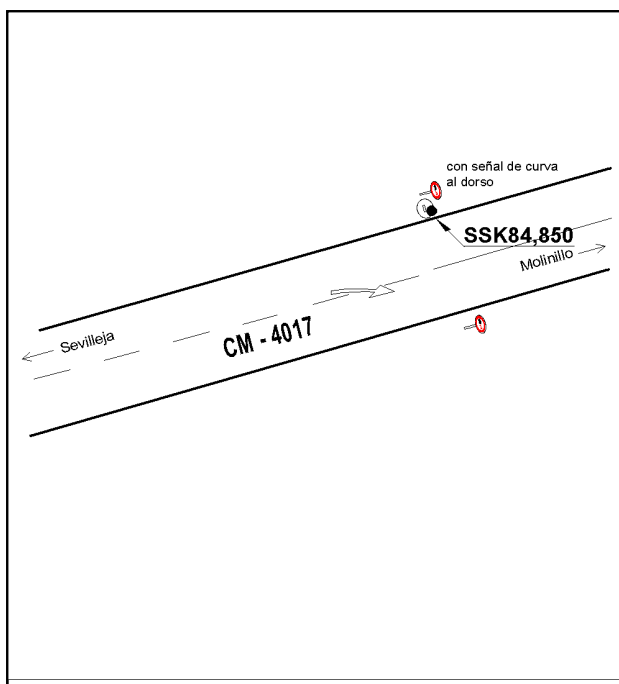 con señal de curva
al dorso
SSK84,850
Molinillo
Sevilleja
CM - 4017